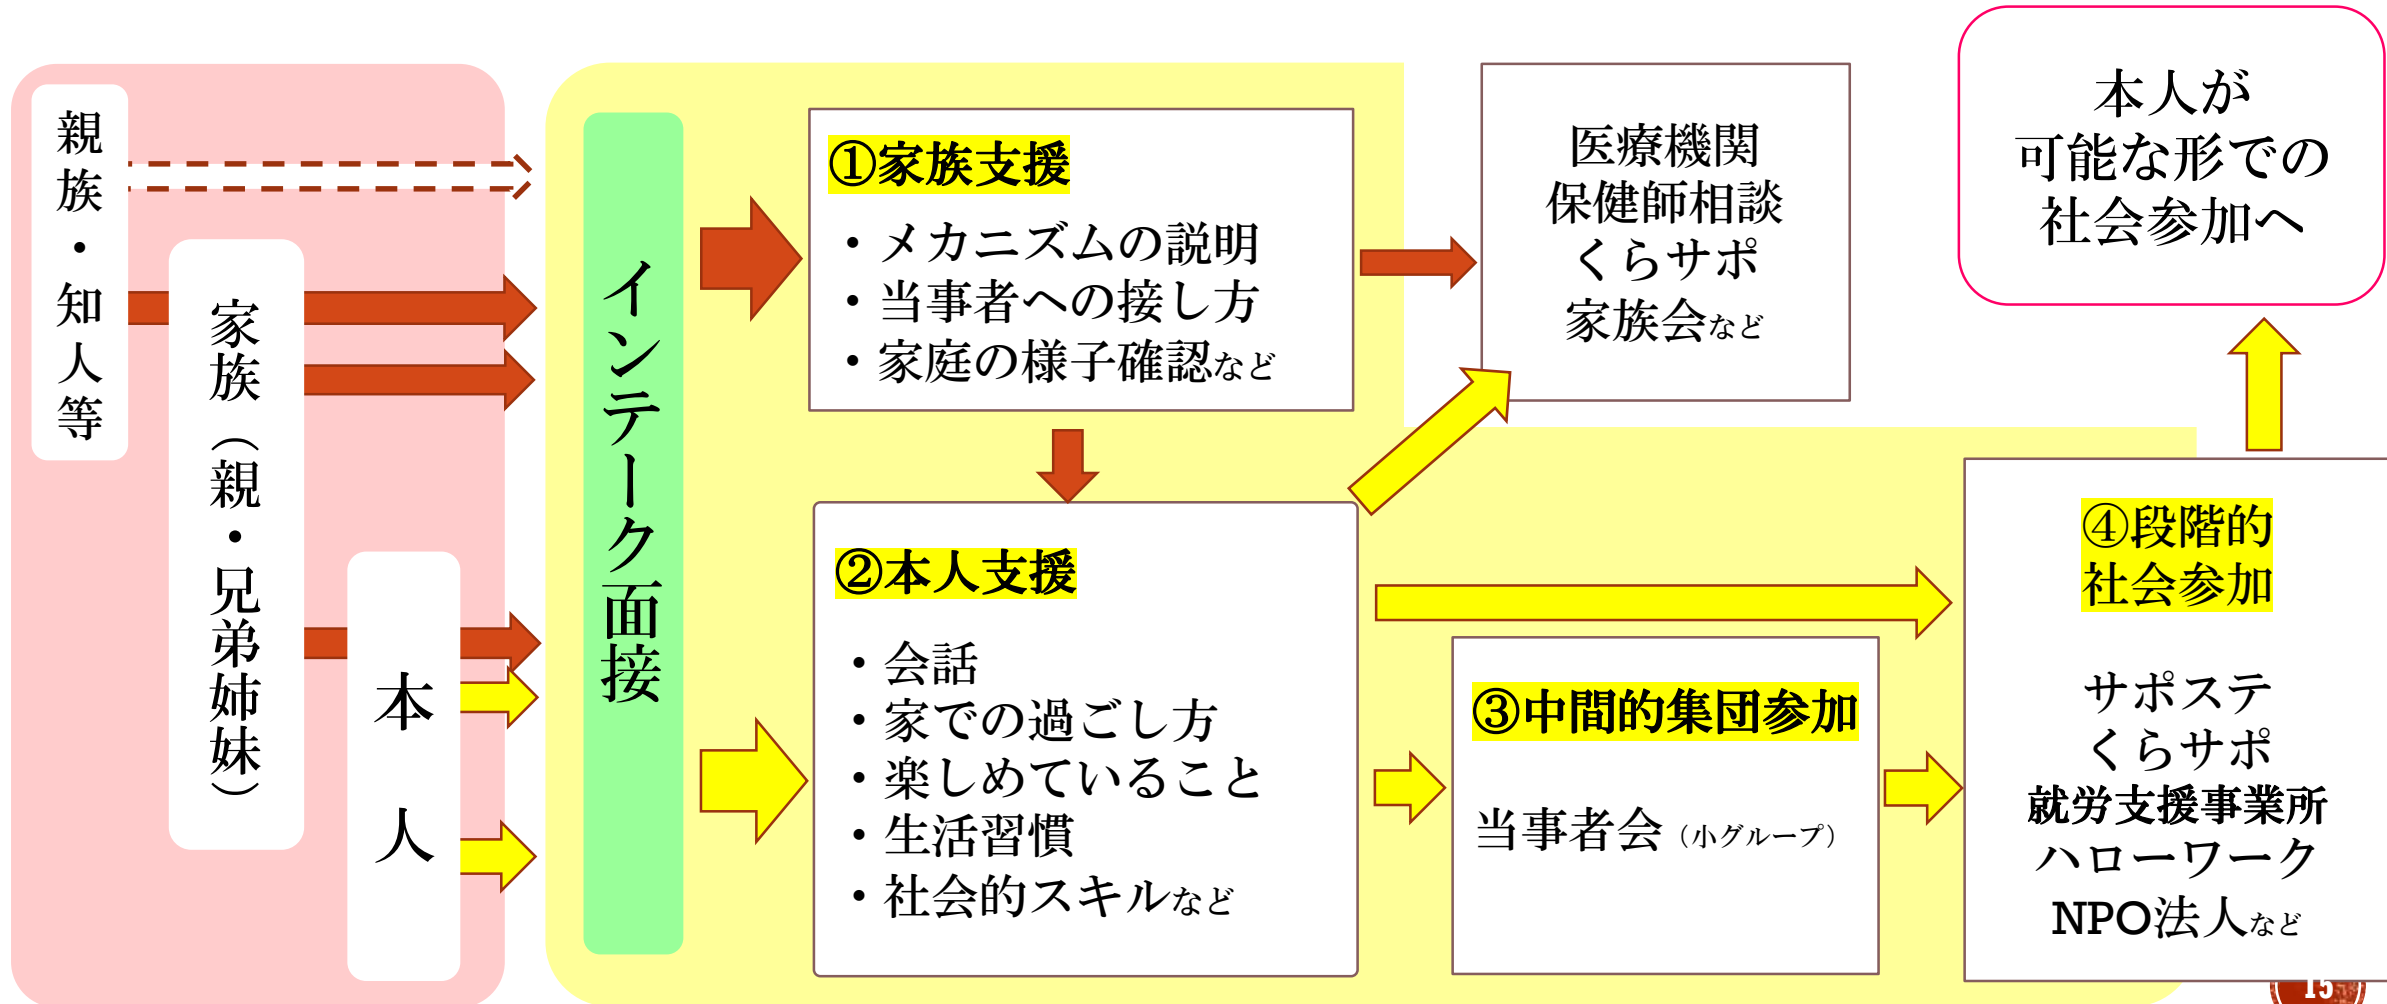 親族・知人等
家族（親・兄弟姉妹）
本人
インテーク面接
①家族支援
・メカニズムの説明
・当事者への接し方
・家庭の様子確認など
②本人支援
・会話
・家での過ごし方
・楽しめていること
・生活習慣
・社会的スキルなど
医療機関
保健師相談
くらサポ
家族会など
③中間的集団参加
当事者会（小グループ）
④段階的
社会参加
サポステ
くらサポ
就労支援事業所
ハローワーク
NPO法人など
本人が
可能な形での
社会参加へ
15